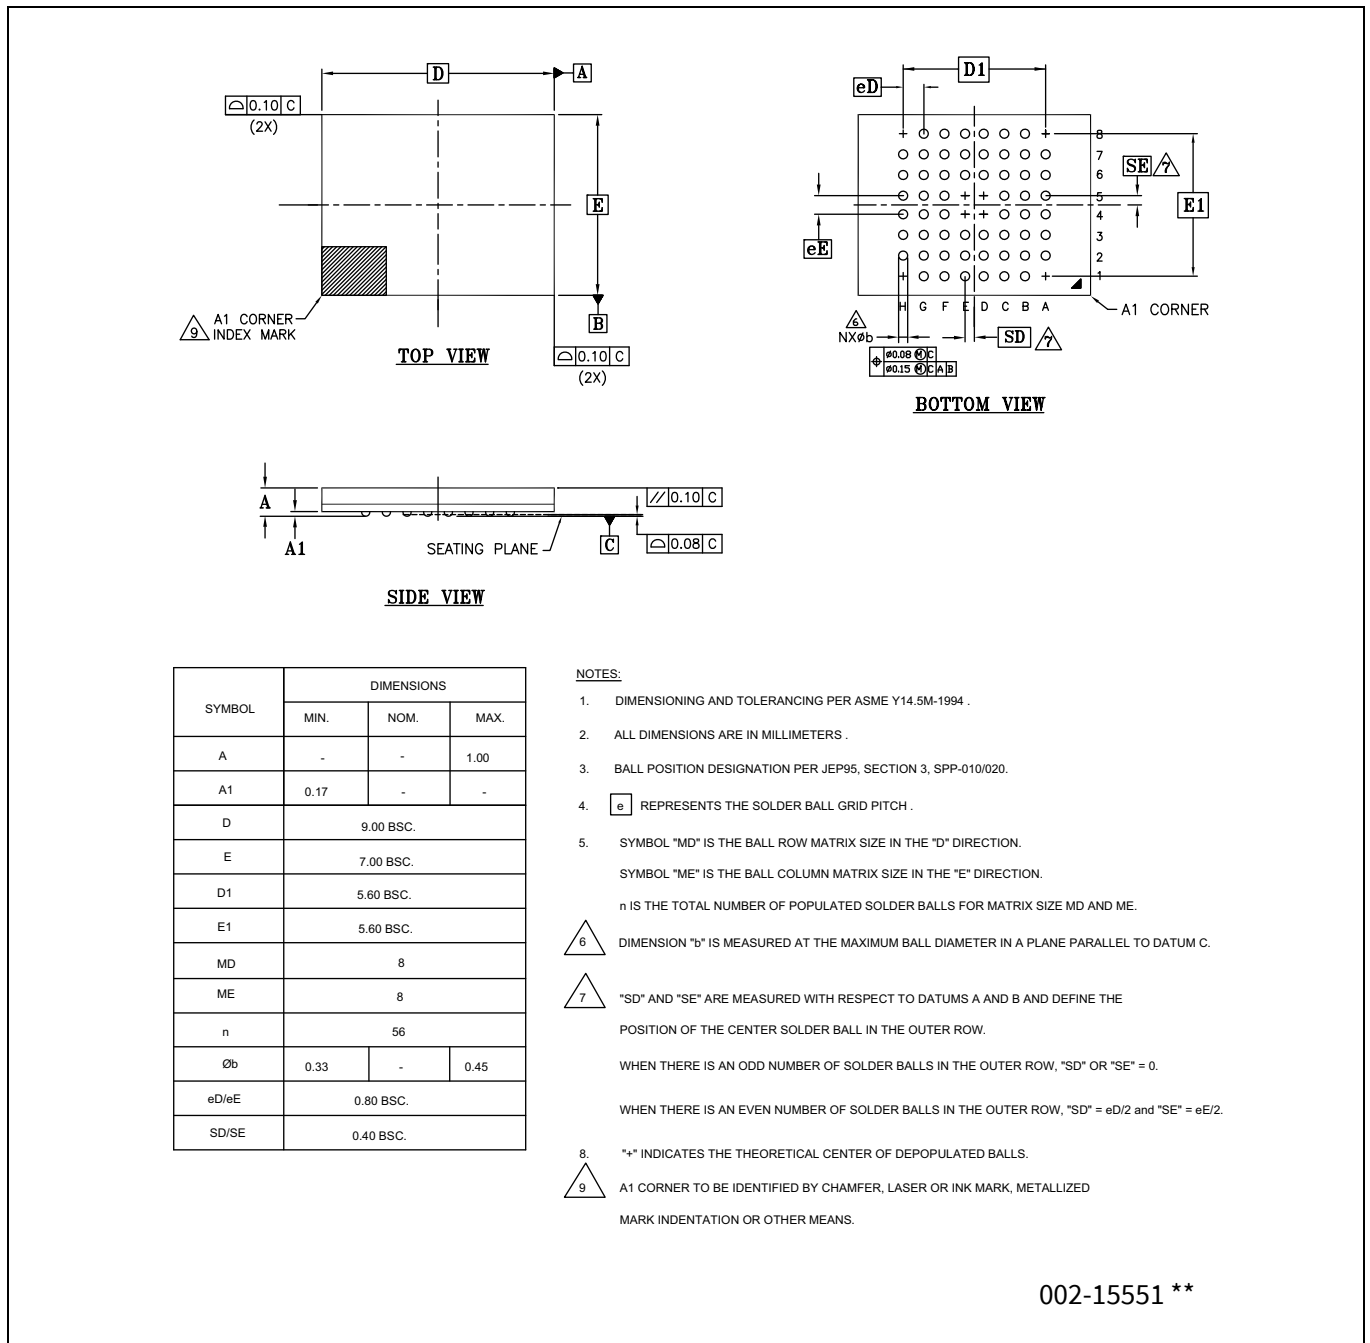 D
A
⌓ 0.10 C
(2X)
E
B
9 A1 CORNER
INDEX MARK
TOP VIEW
⌓ 0.10 C
(2X)
D1
eD
8
7
6
5
4
3
2
1
SE 7
E1
eE
H G F E D C B A
A1 CORNER
6
NXøb
SD 7
⌖ ø0.08 Ⓜ C
ø0.15 Ⓜ C A B
BOTTOM VIEW
A
A1
// 0.10 C
SEATING PLANE
C
⌓ 0.08 C
SIDE VIEW
SYMBOL DIMENSIONS
MIN. NOM. MAX.
A - - 1.00
A1 0.17 - -
D 9.00 BSC.
E 7.00 BSC.
D1 5.60 BSC.
E1 5.60 BSC.
MD 8
ME 8
n 56
Øb 0.33 - 0.45
eD/eE 0.80 BSC.
SD/SE 0.40 BSC.
NOTES:
1. DIMENSIONING AND TOLERANCING PER ASME Y14.5M-1994 .
2. ALL DIMENSIONS ARE IN MILLIMETERS .
3. BALL POSITION DESIGNATION PER JEP95, SECTION 3, SPP-010/020.
4. e REPRESENTS THE SOLDER BALL GRID PITCH .
5. SYMBOL "MD" IS THE BALL ROW MATRIX SIZE IN THE "D" DIRECTION.
SYMBOL "ME" IS THE BALL COLUMN MATRIX SIZE IN THE "E" DIRECTION.
n IS THE TOTAL NUMBER OF POPULATED SOLDER BALLS FOR MATRIX SIZE MD AND ME.
6 DIMENSION "b" IS MEASURED AT THE MAXIMUM BALL DIAMETER IN A PLANE PARALLEL TO DATUM C.
7 "SD" AND "SE" ARE MEASURED WITH RESPECT TO DATUMS A AND B AND DEFINE THE
POSITION OF THE CENTER SOLDER BALL IN THE OUTER ROW.
WHEN THERE IS AN ODD NUMBER OF SOLDER BALLS IN THE OUTER ROW, "SD" OR "SE" = 0.
WHEN THERE IS AN EVEN NUMBER OF SOLDER BALLS IN THE OUTER ROW, "SD" = eD/2 and "SE" = eE/2.
8. "+" INDICATES THE THEORETICAL CENTER OF DEPOPULATED BALLS.
9 A1 CORNER TO BE IDENTIFIED BY CHAMFER, LASER OR INK MARK, METALLIZED
MARK INDENTATION OR OTHER MEANS.
002-15551 **